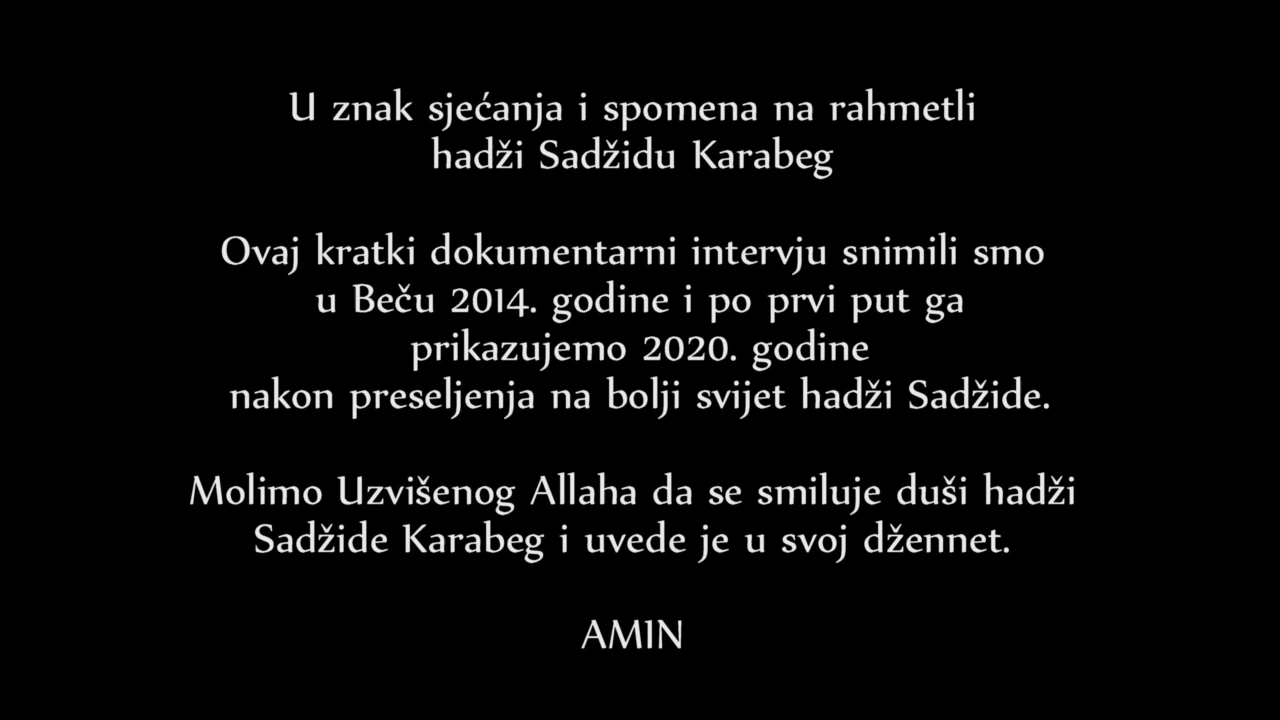 U znak sjećanja i spomena na rahmetli
hadži Sadžidu Karabeg
Ovaj kratki dokumentarni intervju snimili smo
u Beču 2014. godine i po prvi put ga
prikazujemo 2020. godine
nakon preseljenja na bolji svijet hadži Sadžide.
Molimo Uzvišenog Allaha da se smiluje duši hadži
Sadžide Karabeg i uvede je u svoj džennet.
AMIN